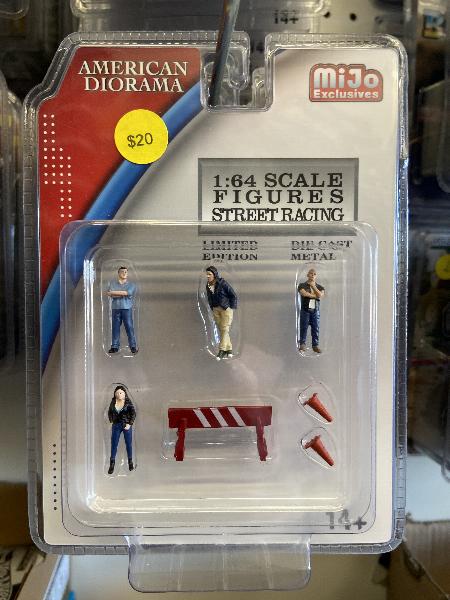 14+
AMERICAN
DIORAMA
MiJo
Exclusives
$20
1:64 SCALE
FIGURES
STREET RACING
LIMITED
EDITION
DIE CAST
METAL
14+